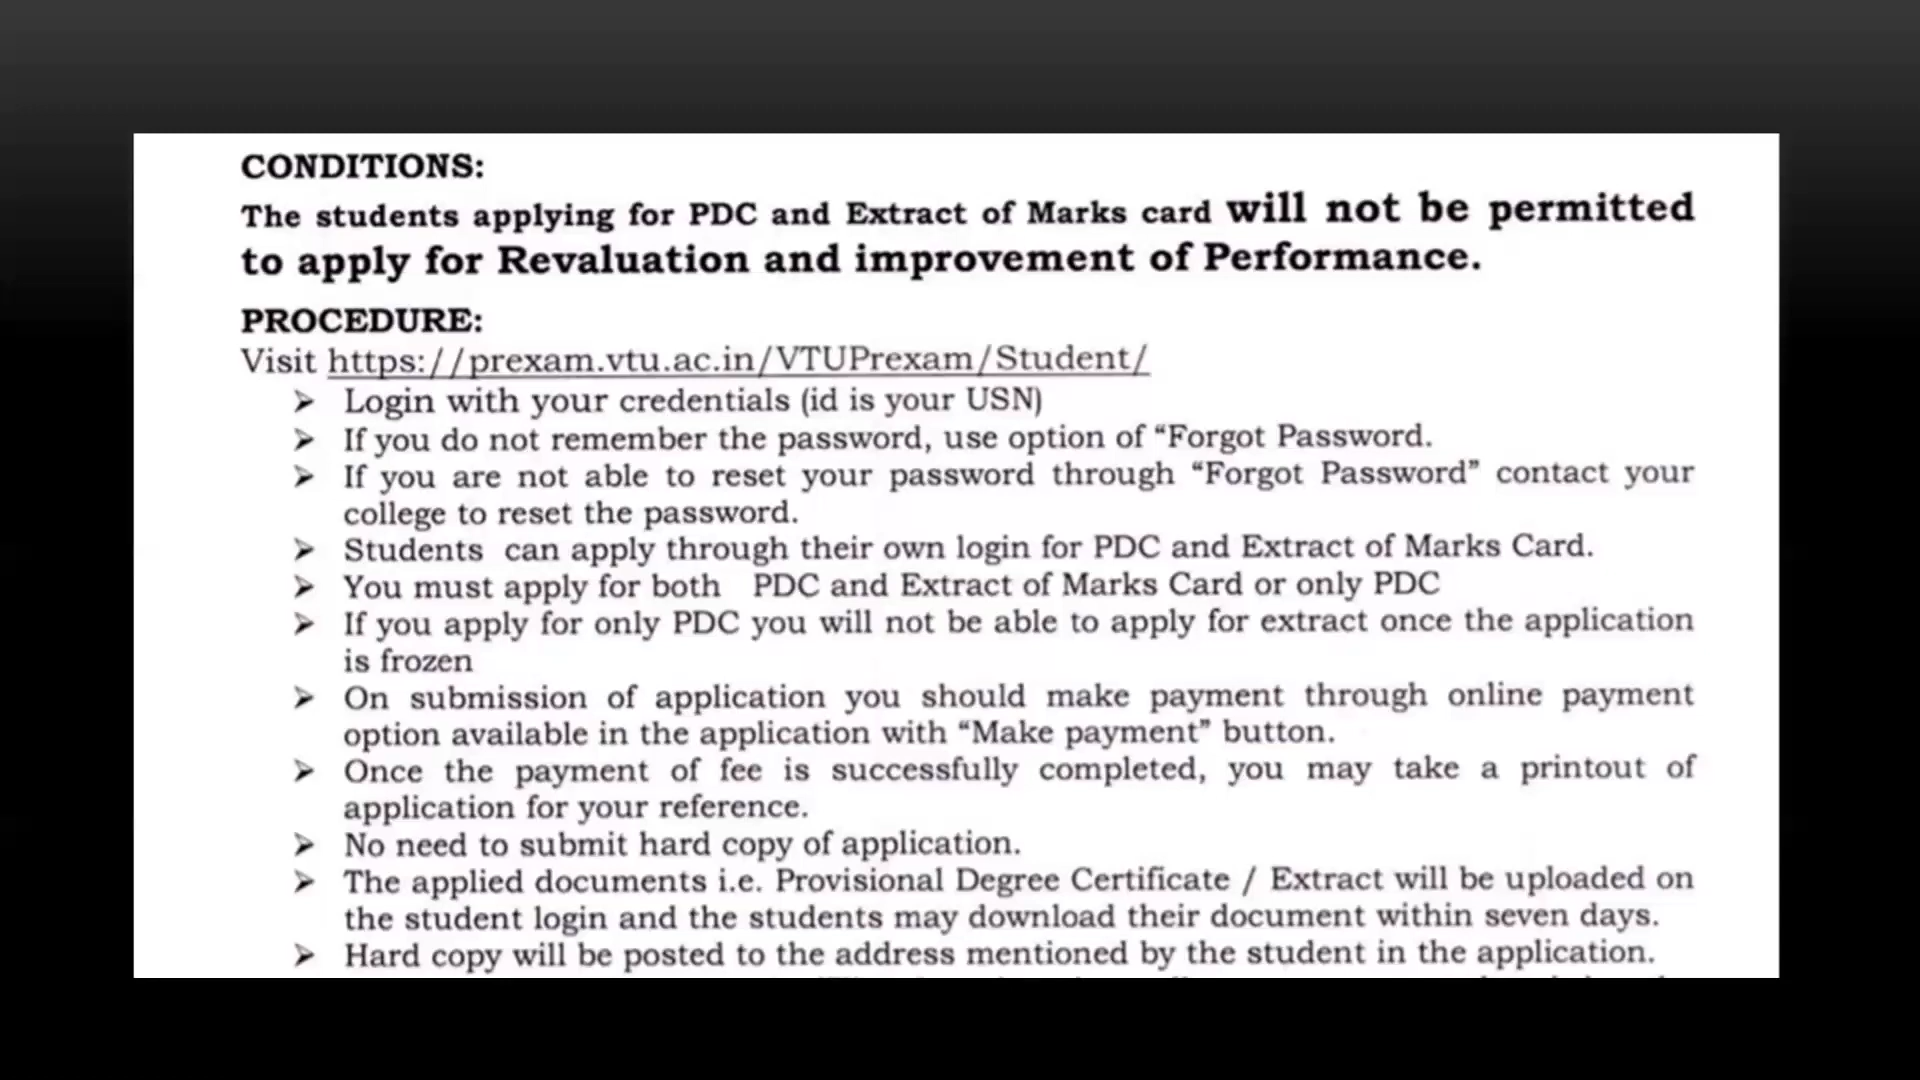 CONDITIONS:
The students applying for PDC and Extract of Marks card will not be permitted
to apply for Revaluation and improvement of Performance.
PROCEDURE:
Visit https://prexam.vtu.ac.in/VTUPrexam/Student/
➢ Login with your credentials (id is your USN)
➢ If you do not remember the password, use option of “Forgot Password.
➢ If you are not able to reset your password through “Forgot Password” contact your
college to reset the password.
➢ Students can apply through their own login for PDC and Extract of Marks Card.
➢ You must apply for both PDC and Extract of Marks Card or only PDC
➢ If you apply for only PDC you will not be able to apply for extract once the application
is frozen
➢ On submission of application you should make payment through online payment
option available in the application with “Make payment” button.
➢ Once the payment of fee is successfully completed, you may take a printout of
application for your reference.
➢ No need to submit hard copy of application.
➢ The applied documents i.e. Provisional Degree Certificate / Extract will be uploaded on
the student login and the students may download their document within seven days.
➢ Hard copy will be posted to the address mentioned by the student in the application.